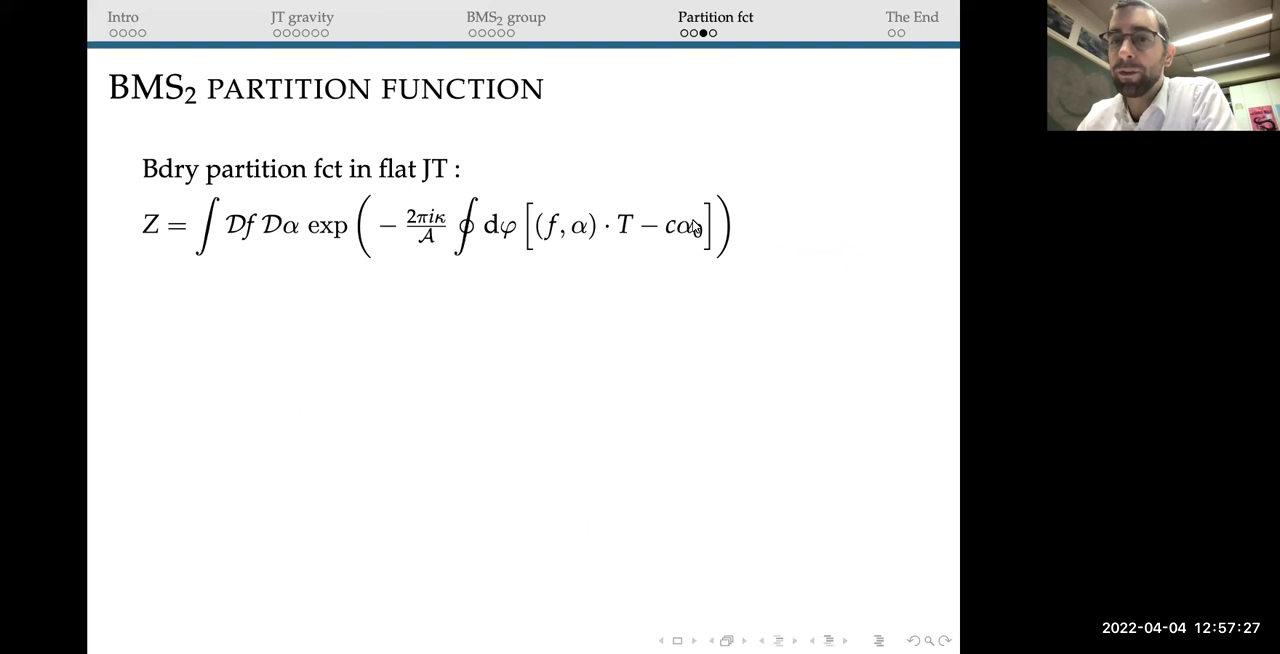 Intro JT gravity BMS₂ group Partition fct The End
BMS₂ PARTITION FUNCTION
Bdry partition fct in flat JT :
Z = ∫ 𝒟f 𝒟α exp ( − 2πiκ/𝒜 ∮ dφ [ (f, α) · T − cα ] )
2022-04-04 12:57:27